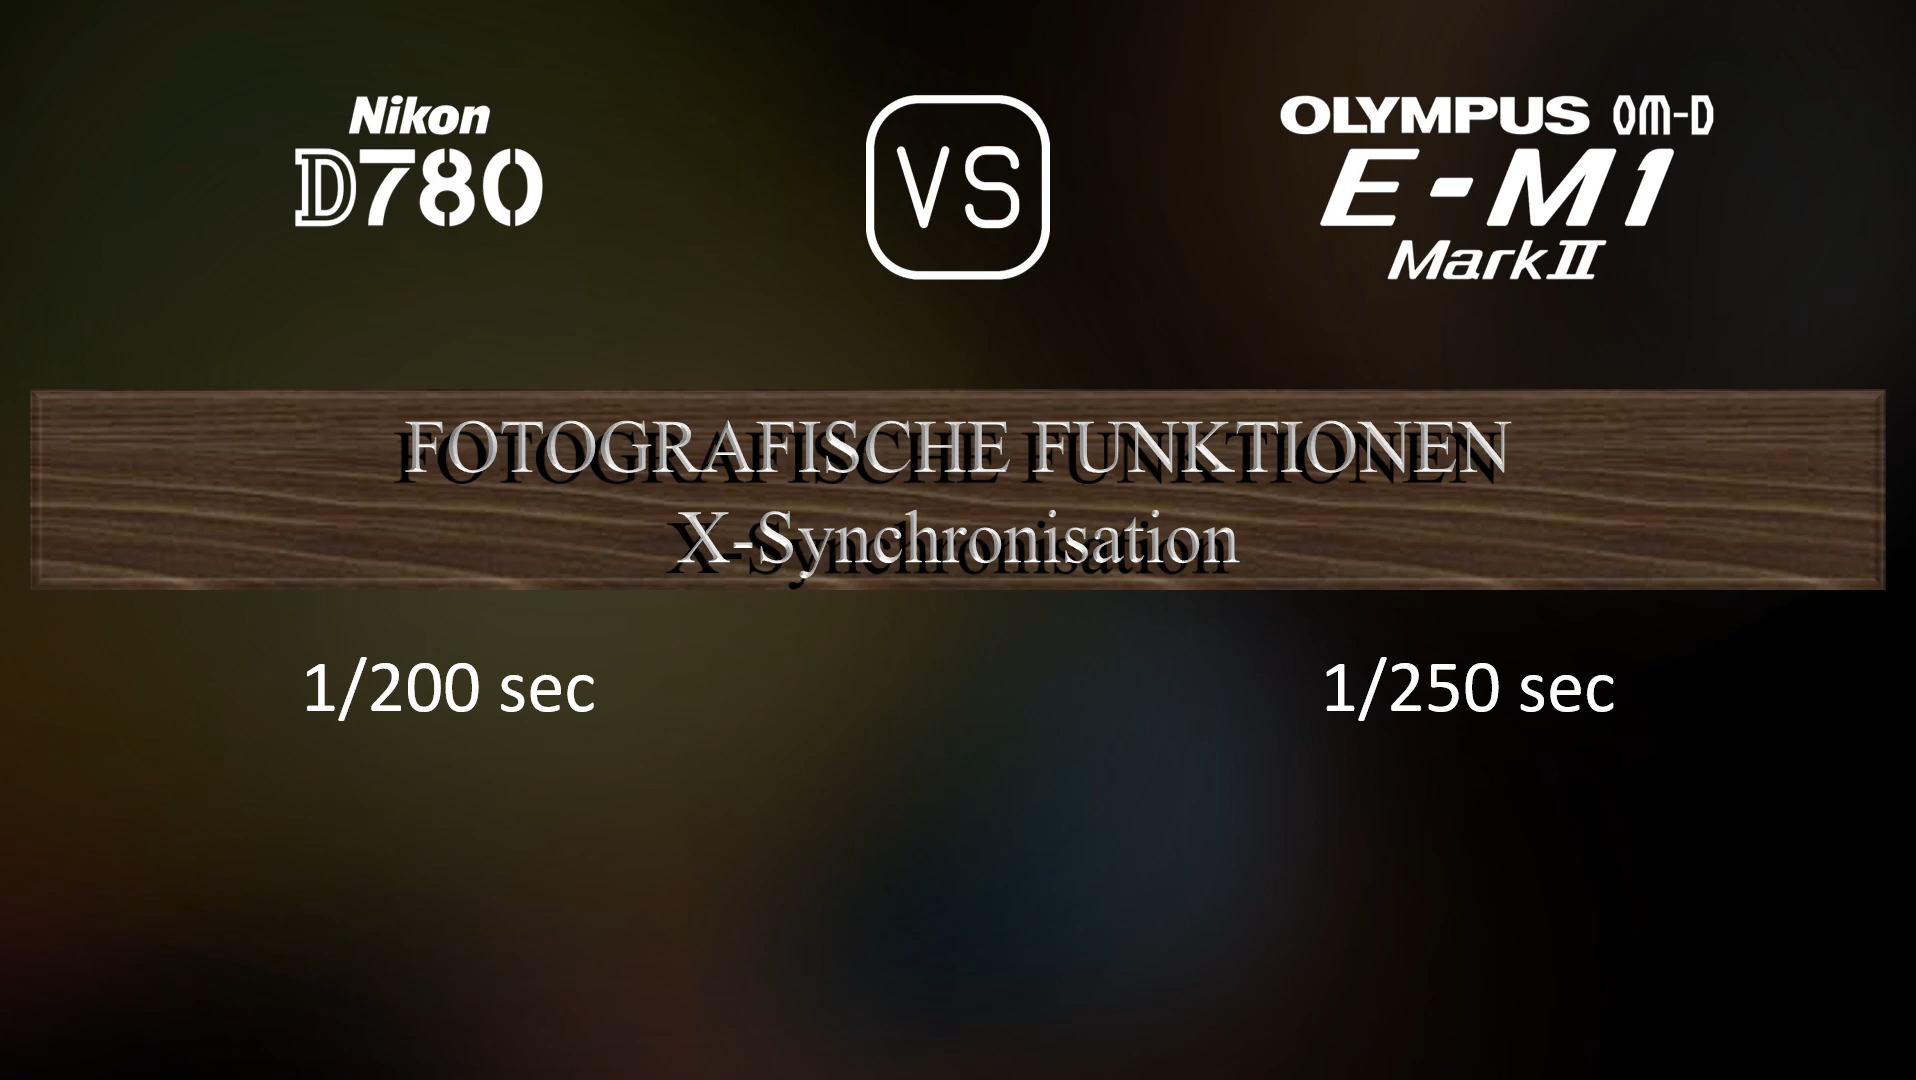 Nikon
D780
VS
OLYMPUS OM-D
E-M1
Mark II
FOTOGRAFISCHE FUNKTIONEN
X-Synchronisation
1/200 sec
1/250 sec